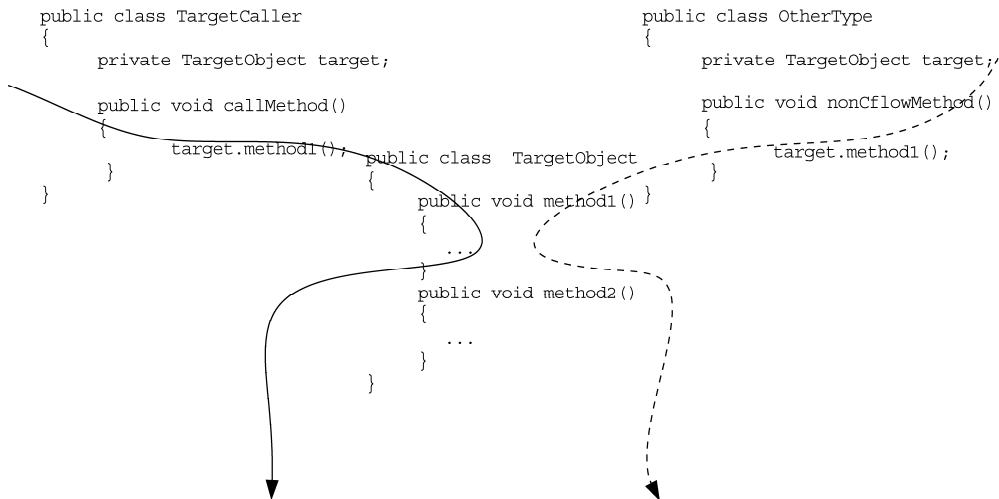 public class TargetCaller
{
private TargetObject target;
public void callMethod()
{
target.method1();
}
}
public class TargetObject
{
public void method1()
{
...
}
public void method2()
{
...
}
}
public class OtherType
{
private TargetObject target;
public void nonCflowMethod()
{
target.method1();
}
}